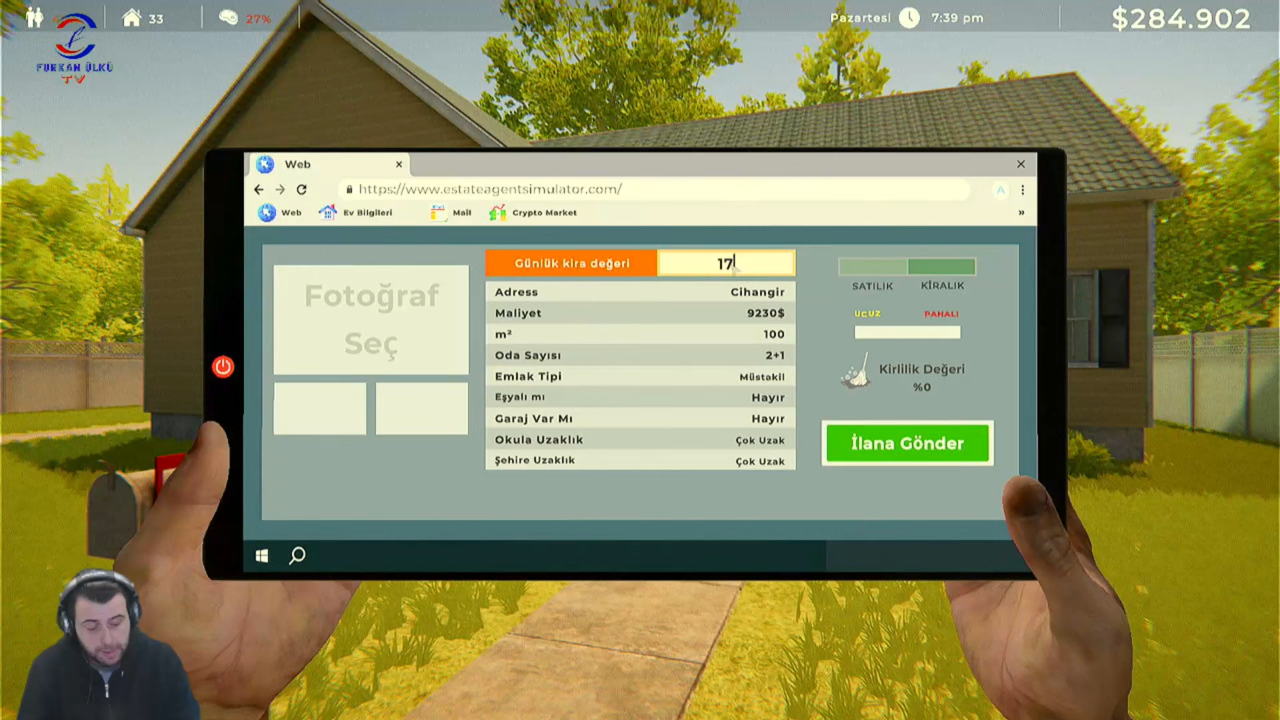 33
27%
Pazartesi
7:39 pm
$284.902
FURKAN ÜLKÜ
TV
Web
https://www.estateagentsimulator.com/
A
Web
Ev Bilgileri
Mail
Crypto Market
»
Fotoğraf
Seç
Günlük kira değeri 17
Adress Cihangir
Maliyet 9230$
m² 100
Oda Sayısı 2+1
Emlak Tipi Müstakil
Eşyalı mı Hayır
Garaj Var Mı Hayır
Okula Uzaklık Çok Uzak
Şehire Uzaklık Çok Uzak
SATILIK KİRALIK
UCUZ PAHALI
Kirlilik Değeri
%0
İlana Gönder